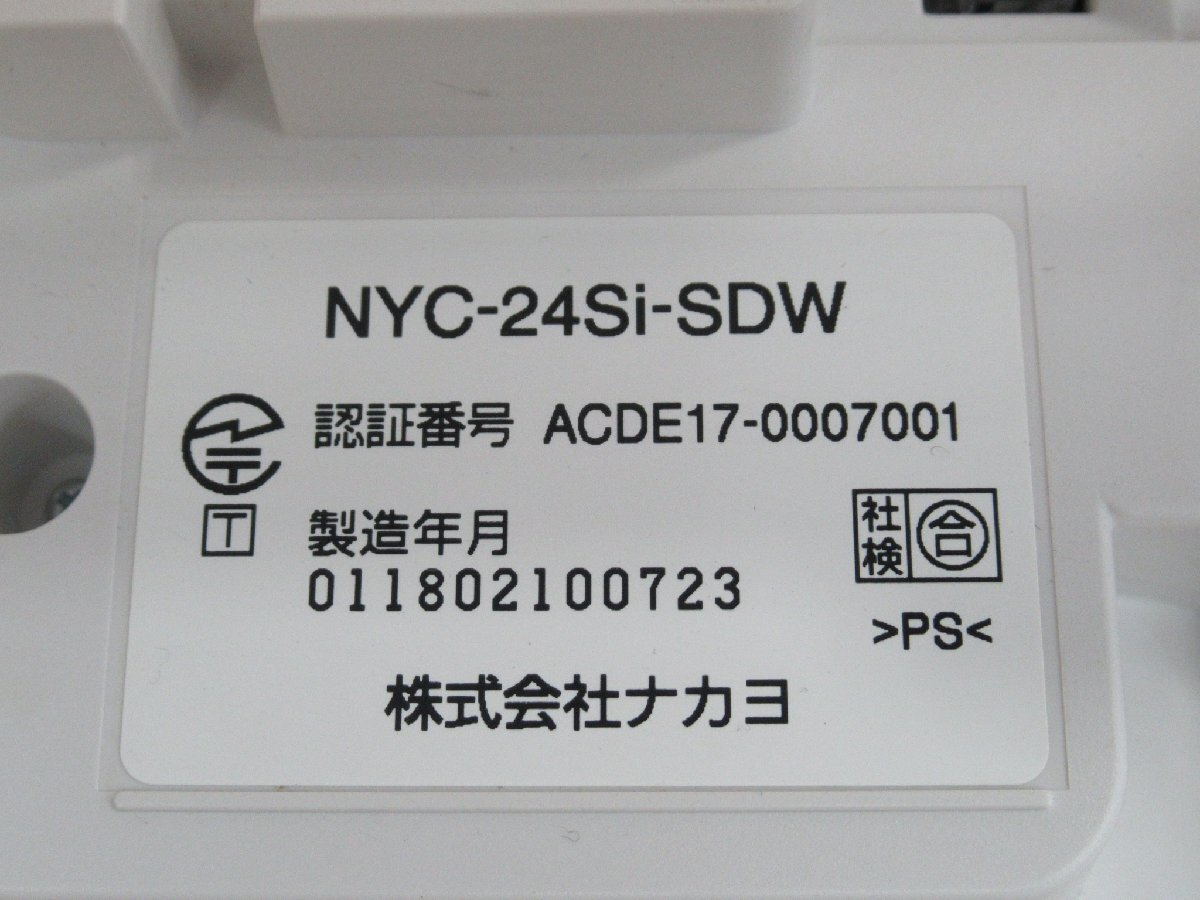 NYC-24Si-SDW
認証番号 ACDE17-0007001
T
製造年月
011802100723
社検 合
>PS<
株式会社ナカヨ